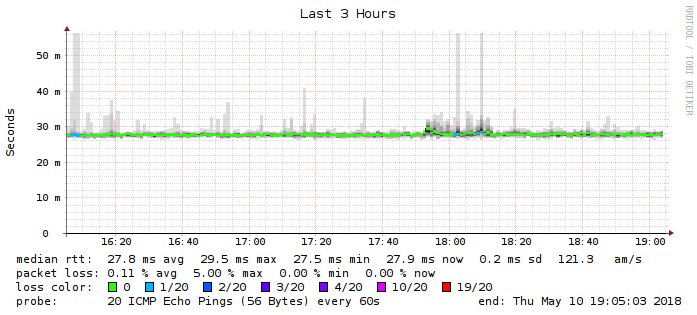 Last 3 Hours
RRDTOOL / TOBI OETIKER
Seconds
50 m
40 m
30 m
20 m
10 m
0
16:20 16:40 17:00 17:20 17:40 18:00 18:20 18:40 19:00
median rtt: 27.8 ms avg 29.5 ms max 27.5 ms min 27.9 ms now 0.2 ms sd 121.3 am/s
packet loss: 0.11 % avg 5.00 % max 0.00 % min 0.00 % now
loss color: 0 1/20 2/20 3/20 4/20 10/20 19/20
probe: 20 ICMP Echo Pings (56 Bytes) every 60s end: Thu May 10 19:05:03 2018